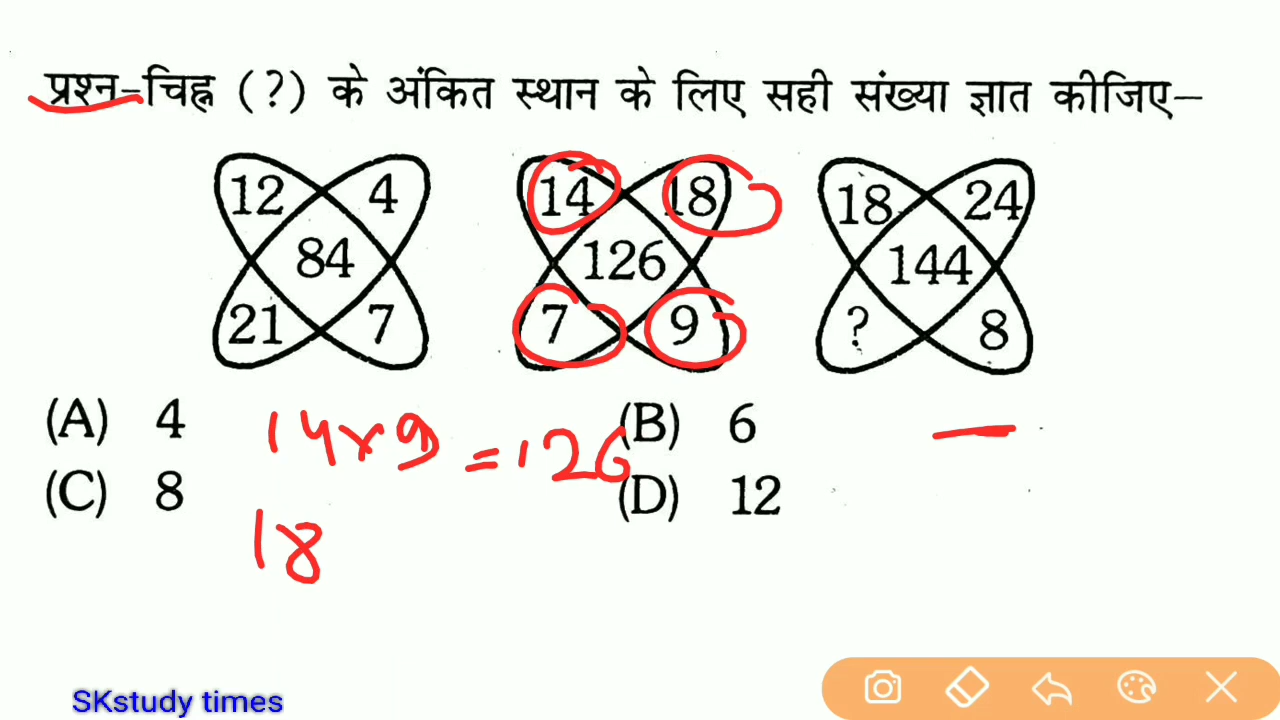 प्रश्न-चिह्न (?) के अंकित स्थान के लिए सही संख्या ज्ञात कीजिए—
12 4 14 18 18 24
84 126 144
21 7 7 9 ? 8
(A) 4 (B) 6
14×9 = 126
(C) 8 (D) 12
18
SKstudy times